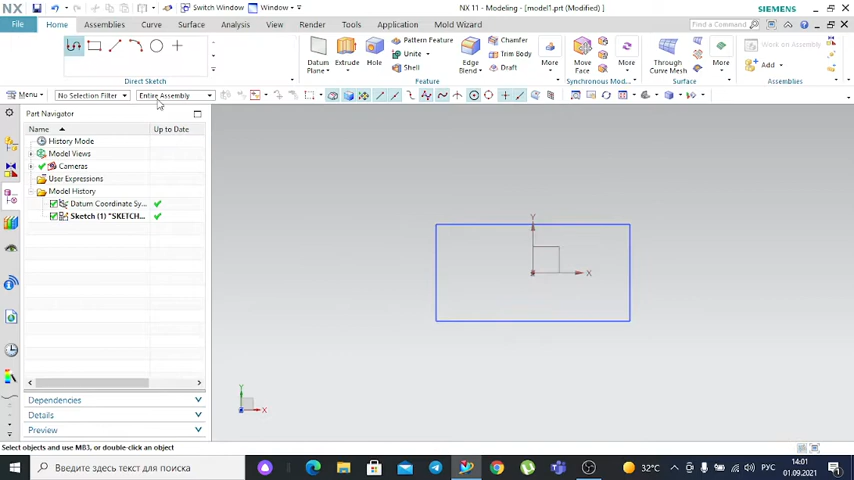 NX Switch Window Window NX 11 - Modeling - [model1.prt (Modified) ] SIEMENS
File Home Assemblies Curve Surface Analysis View Render Tools Application Mold Wizard Find a Command
Pattern Feature Chamfer
Unite Trim Body
Shell Draft
Datum Plane Extrude Hole Edge Blend More Move Face More Through Curve Mesh More Work on Assembly Add
Direct Sketch Feature Synchronous Mod... Surface Assemblies
Menu No Selection Filter Entire Assembly
Part Navigator
Name Up to Date
History Mode
Model Views
Cameras
User Expressions
Model History
Datum Coordinate Sy...
Sketch (1) "SKETCH...
Y
X
Y
X
Dependencies
Details
Preview
Select objects and use MB3, or double-click an object
Введите здесь текст для поиска 32°C РУС 14:01
01.09.2021